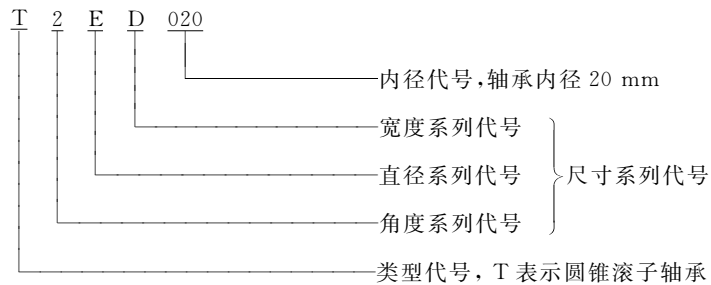 T 2 E D 020
内径代号,轴承内径 20 mm
宽度系列代号
直径系列代号
尺寸系列代号
角度系列代号
类型代号, T 表示圆锥滚子轴承